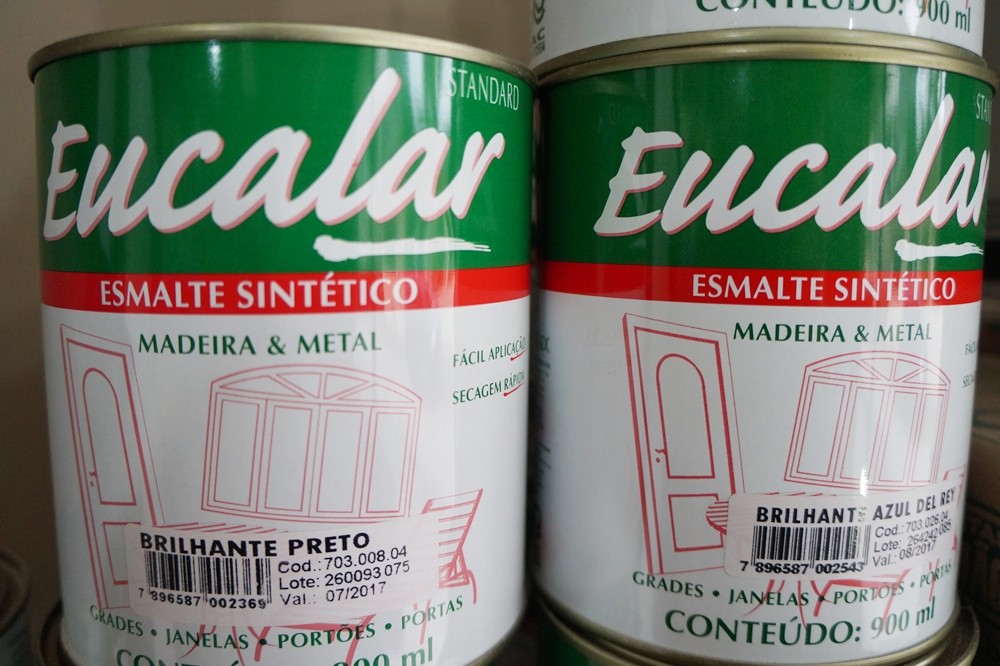 STANDARD
Eucalar
ESMALTE SINTÉTICO
MADEIRA & METAL
FÁCIL APLICAÇÃO
SECAGEM RÁPIDA
BRILHANTE PRETO
Cod.: 703.008.04
Lote: 260093 075
Val.: 07/2017
7 896587 002369
GRADES • JANELAS • PORTÕES • PORTAS
900 ml
CONTEÚDO: 900 ml
Eucalar
ESMALTE SINTÉTICO
MADEIRA & METAL
BRILHANT AZUL DEL REY
Cod.: 703.026.04
Lote: 264242 085
Val.: 08/2017
7 896587 002543
GRADES • JANELAS • PORTÕES • PORTAS
CONTEÚDO: 900 ml